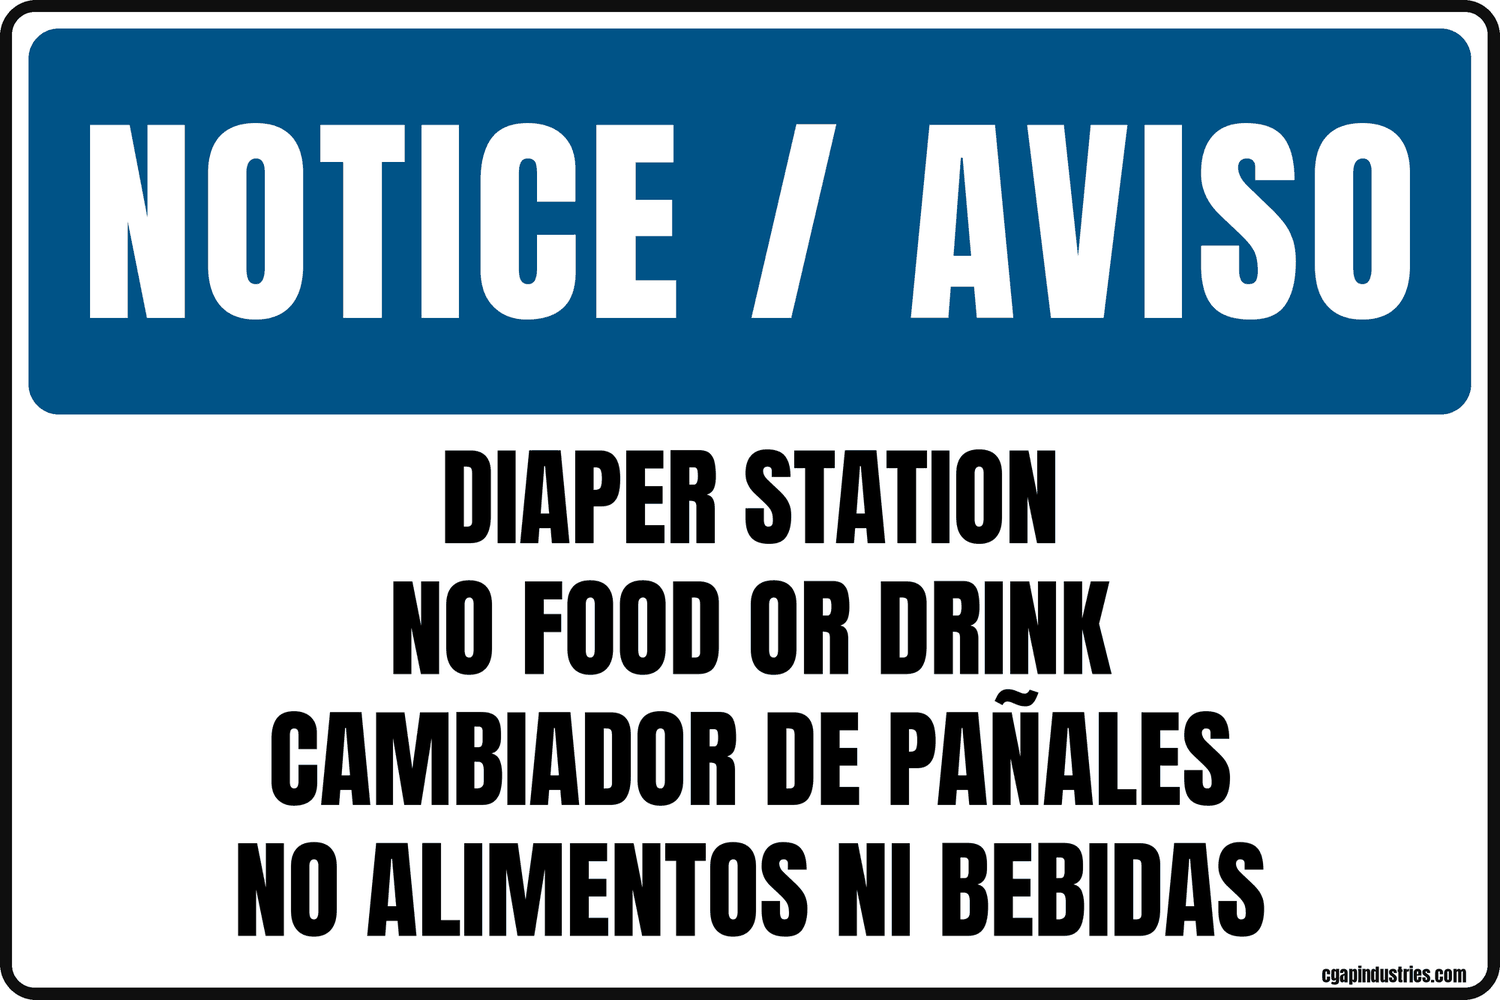 NOTICE / AVISO
DIAPER STATION
NO FOOD OR DRINK
CAMBIADOR DE PAÑALES
NO ALIMENTOS NI BEBIDAS
cgapindustries.com